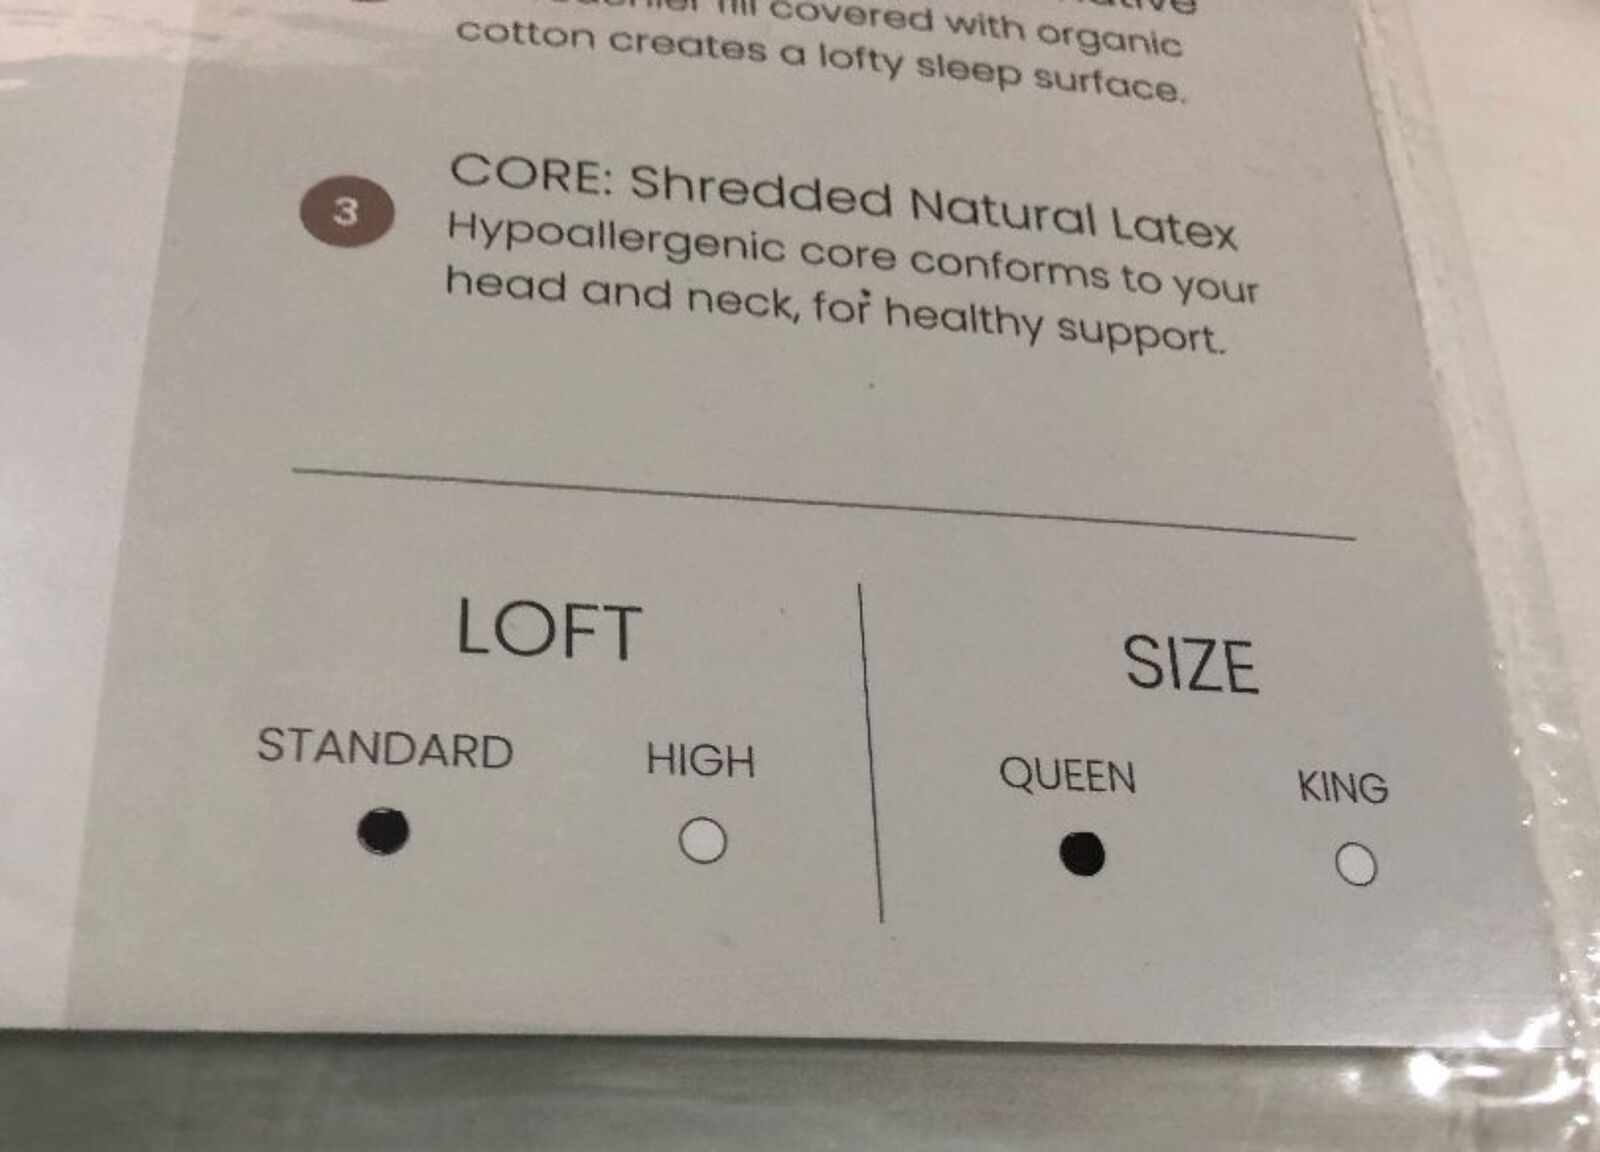 fill covered with organic
cotton creates a lofty sleep surface.
3
CORE: Shredded Natural Latex
Hypoallergenic core conforms to your
head and neck, for healthy support.
LOFT
SIZE
STANDARD HIGH
QUEEN KING